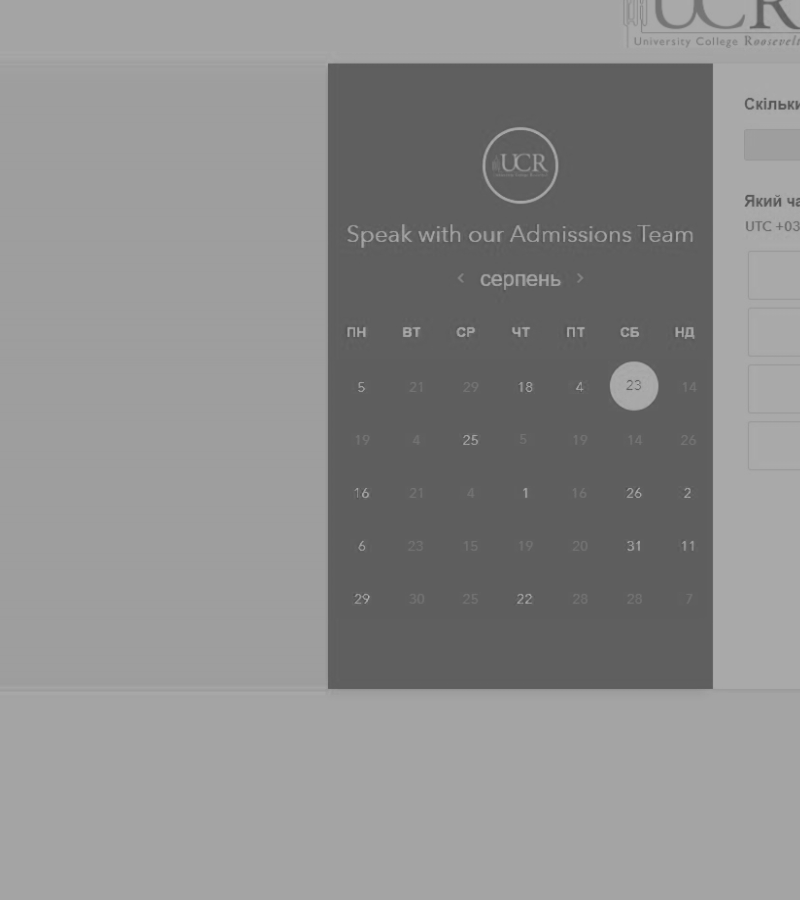 UCR
University College Roosevelt
UCR
Speak with our Admissions Team
< серпень >
ПН ВТ СР ЧТ ПТ СБ НД
5 21 29 18 4 23 14
19 4 25 5 19 14 26
16 21 4 1 16 26 2
6 23 15 19 20 31 11
29 30 25 22 28 28 7
Скільки
Який ча
UTC +03